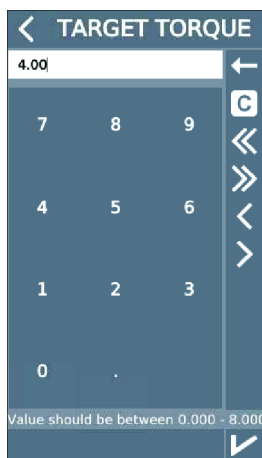 TARGET TORQUE
4.00
C
7 8 9
4 5 6
1 2 3
0 .
Value should be between 0.000 - 8.000